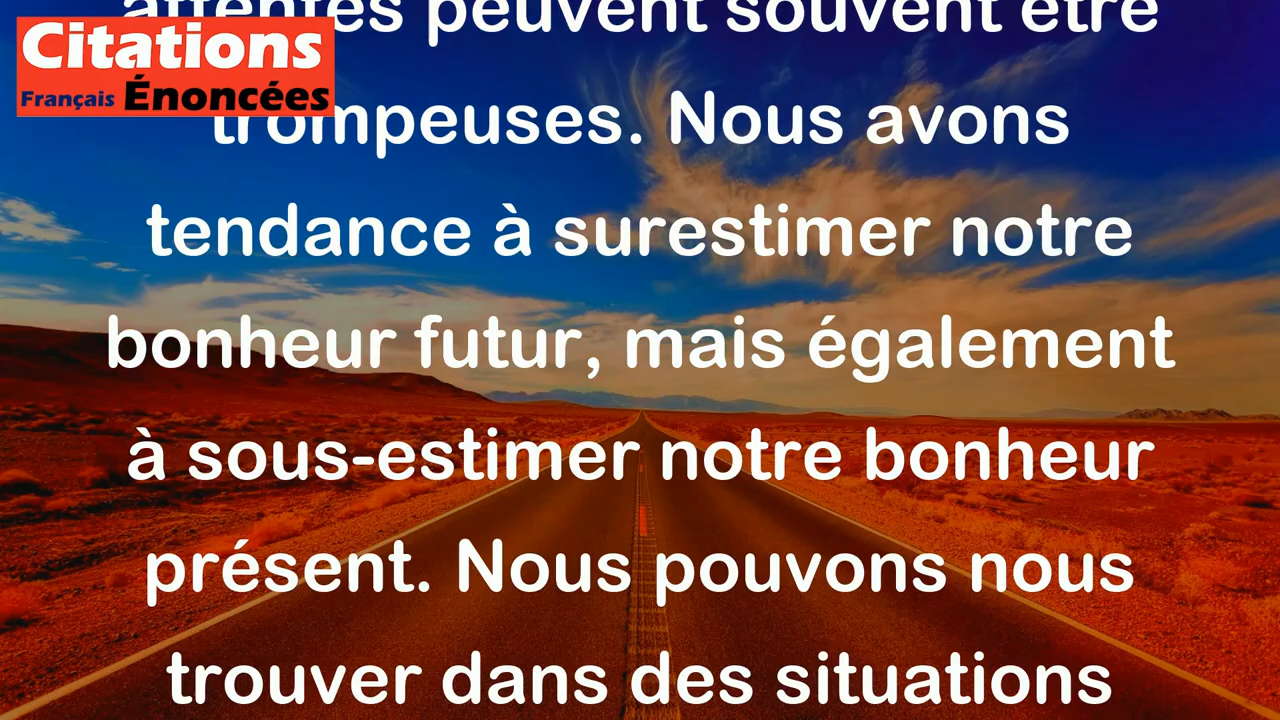 Citations
Français Énoncées
attentes peuvent souvent être
trompeuses. Nous avons
tendance à surestimer notre
bonheur futur, mais également
à sous-estimer notre bonheur
présent. Nous pouvons nous
trouver dans des situations